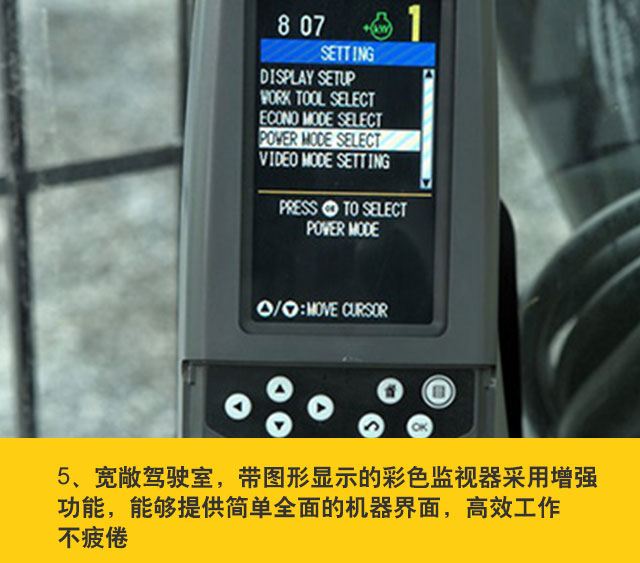 8 07 +kW 1
SETTING
DISPLAY SETUP
WORK TOOL SELECT
ECONO MODE SELECT
POWER MODE SELECT
VIDEO MODE SETTING
PRESS OK TO SELECT
POWER MODE
/ :MOVE CURSOR
OK
5、宽敞驾驶室，带图形显示的彩色监视器采用增强
功能，能够提供简单全面的机器界面，高效工作
不疲倦